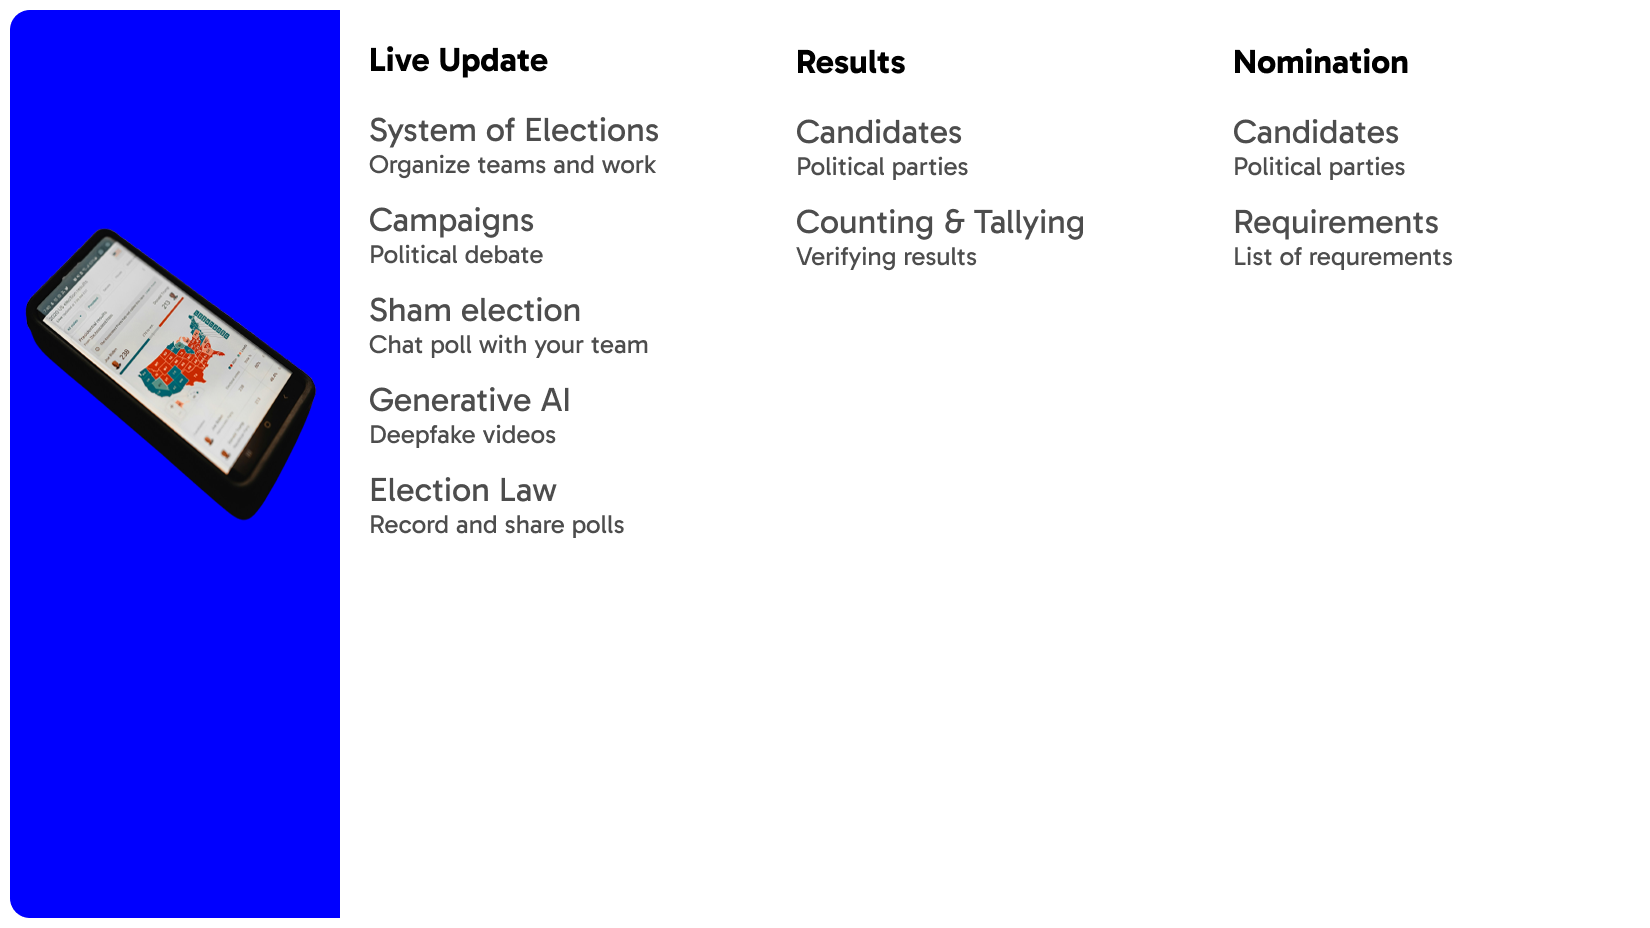 Live Update
System of Elections
Organize teams and work
Campaigns
Political debate
Sham election
Chat poll with your team
Generative AI
Deepfake videos
Election Law
Record and share polls
Results
Candidates
Political parties
Counting & Tallying
Verifying results
Nomination
Candidates
Political parties
Requirements
List of requrements
238
213